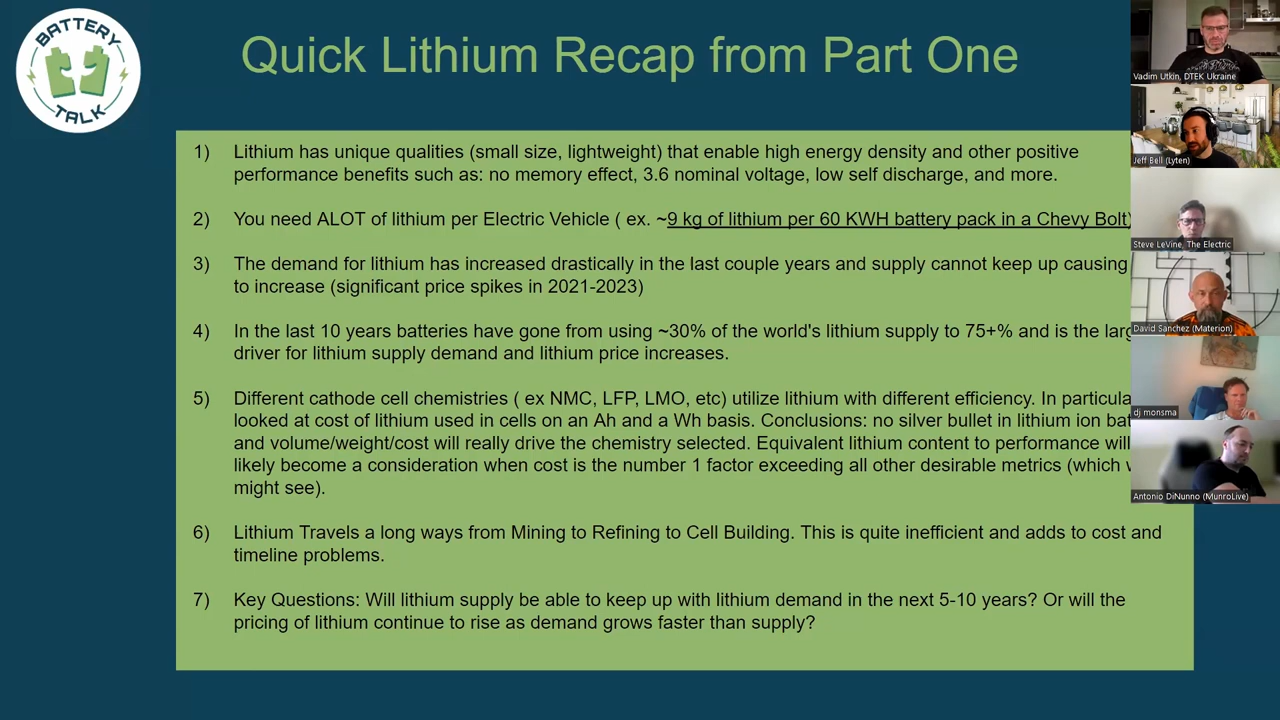 BATTERY
TALK
Quick Lithium Recap from Part One
1) Lithium has unique qualities (small size, lightweight) that enable high energy density and other positive
performance benefits such as: no memory effect, 3.6 nominal voltage, low self discharge, and more.
2) You need ALOT of lithium per Electric Vehicle ( ex. ~9 kg of lithium per 60 KWH battery pack in a Chevy Bolt)
3) The demand for lithium has increased drastically in the last couple years and supply cannot keep up causing
to increase (significant price spikes in 2021-2023)
4) In the last 10 years batteries have gone from using ~30% of the world's lithium supply to 75+% and is the
driver for lithium supply demand and lithium price increases.
5) Different cathode cell chemistries ( ex NMC, LFP, LMO, etc) utilize lithium with different efficiency. In
looked at cost of lithium used in cells on an Ah and a Wh basis. Conclusions: no silver bullet in lithium ion
and volume/weight/cost will really drive the chemistry selected. Equivalent lithium content to performance will
likely become a consideration when cost is the number 1 factor exceeding all other desirable metrics (which
might see).
6) Lithium Travels a long ways from Mining to Refining to Cell Building. This is quite inefficient and adds to cost and
timeline problems.
7) Key Questions: Will lithium supply be able to keep up with lithium demand in the next 5-10 years? Or will the
pricing of lithium continue to rise as demand grows faster than supply?
Vadim Utkin, DTEK Ukraine
Jeff Bell (Lyten)
Steve LeVine, The Electric
David Sanchez (Materion)
dj monsma
Antonio DiNunno (MunroLive)